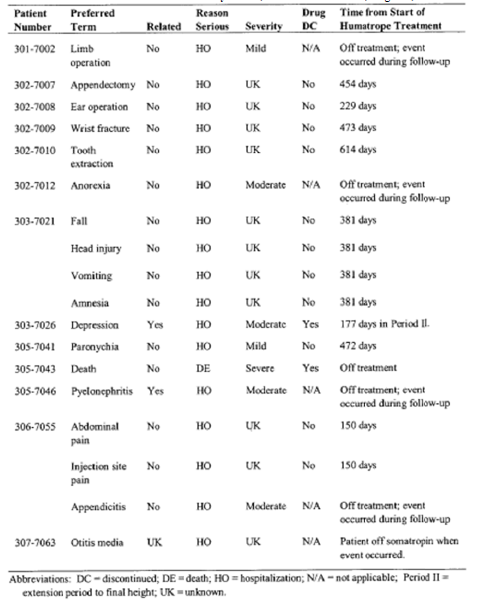 Patient Number Preferred Term Related Reason Serious Severity Drug DC Time from Start of Humatrope Treatment
301-7002 Limb operation No HO Mild N/A Off treatment; event occurred during follow-up
302-7007 Appendectomy No HO UK No 454 days
302-7008 Ear operation No HO UK No 229 days
302-7009 Wrist fracture No HO UK No 473 days
302-7010 Tooth extraction No HO UK No 614 days
302-7012 Anorexia No HO Moderate N/A Off treatment; event occurred during follow-up
303-7021 Fall No HO UK No 381 days
Head injury No HO UK No 381 days
Vomiting No HO UK No 381 days
Amnesia No HO UK No 381 days
303-7026 Depression Yes HO Moderate Yes 177 days in Period II.
305-7041 Paronychia No HO Mild No 472 days
305-7043 Death No DE Severe Yes Off treatment
305-7046 Pyelonephritis Yes HO Moderate N/A Off treatment; event occurred during follow-up
306-7055 Abdominal pain No HO UK No 150 days
Injection site pain No HO UK No 150 days
Appendicitis No HO Moderate N/A Off treatment; event occurred during follow-up
307-7063 Otitis media UK HO UK N/A Patient off somatropin when event occurred.
Abbreviations: DC = discontinued; DE = death; HO = hospitalization; N/A = not applicable; Period II =
extension period to final height; UK = unknown.